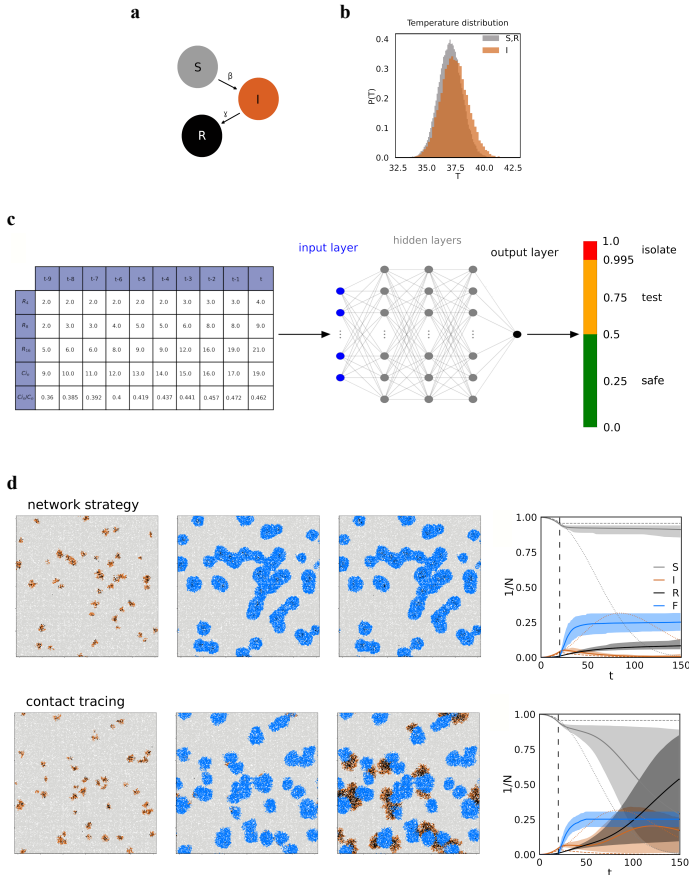 a
S
β
I
γ
R
b
Temperature distribution
S,R
I
P(T)
0.4
0.3
0.2
0.1
0.0
32.5 35.0 37.5 40.0 42.5
T
c
input layer
hidden layers
output layer
t-9 t-8 t-7 t-6 t-5 t-4 t-3 t-2 t-1 t
2.0 2.0 2.0 2.0 2.0 2.0 3.0 3.0 3.0 4.0
2.0 3.0 3.0 4.0 5.0 5.0 6.0 8.0 8.0 9.0
5.0 6.0 6.0 8.0 9.0 9.0 12.0 16.0 19.0 21.0
9.0 10.0 11.0 12.0 13.0 14.0 15.0 16.0 17.0 19.0
0.36 0.385 0.392 0.4 0.419 0.437 0.441 0.457 0.472 0.462
1.0
isolate
0.995
0.75
test
0.5
0.25
safe
0.0
d
network strategy
1/N
1.00
0.75
0.50
0.25
0.00
S
I
R
F
0 50 100 150
t
contact tracing
1/N
1.00
0.75
0.50
0.25
0.00
0 50 100 150
t